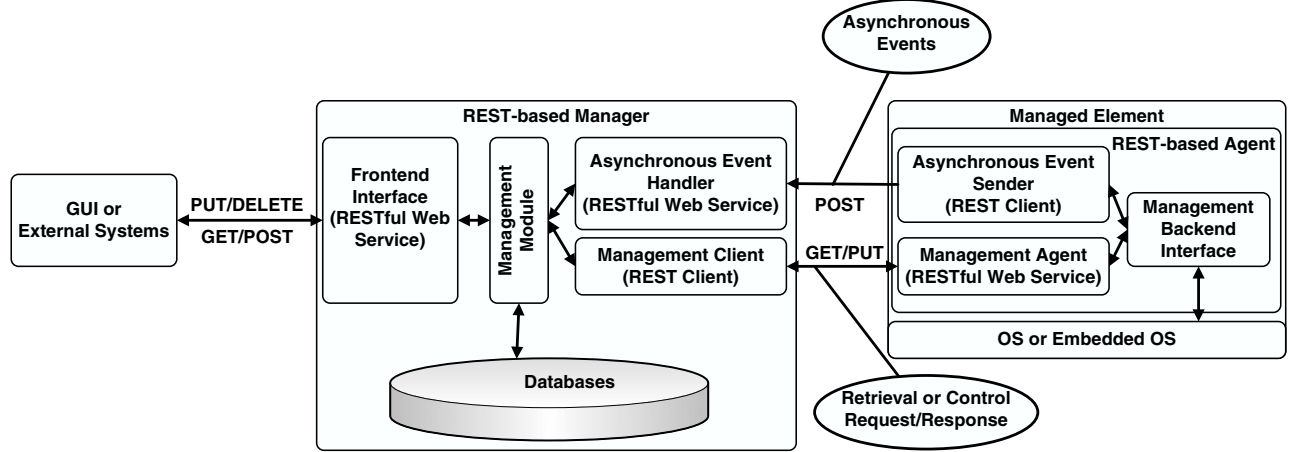 Asynchronous
Events
REST-based Manager
Managed Element
REST-based Agent
GUI or
External Systems
PUT/DELETE
GET/POST
Frontend
Interface
(RESTful Web
Service)
Management
Module
Asynchronous Event
Handler
(RESTful Web Service)
Management Client
(REST Client)
POST
GET/PUT
Asynchronous Event
Sender
(REST Client)
Management Agent
(RESTful Web Service)
Management
Backend
Interface
OS or Embedded OS
Databases
Retrieval or Control
Request/Response